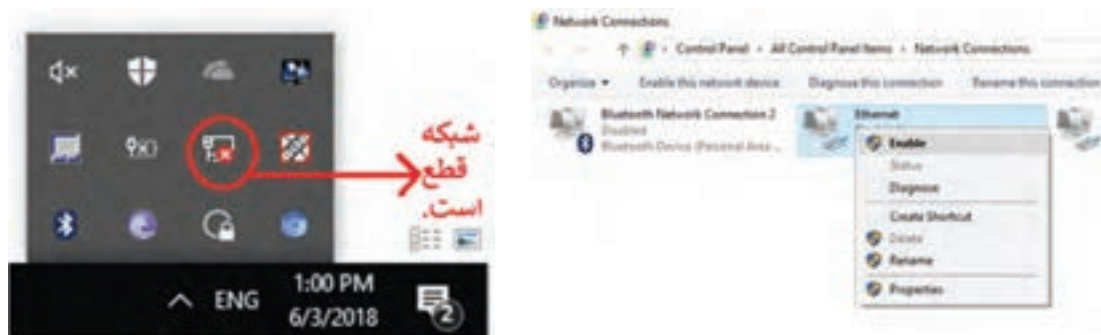 شبکه
قطع
است.
ENG
1:00 PM
6/3/2018
2
Network Connections
Control Panel
All Control Panel Items
Network Connections
Organize
Enable this network device
Diagnose this connection
Rename this connection
Bluetooth Network Connection 2
Disabled
Bluetooth Device (Personal Area ...
Ethernet
Enable
Status
Diagnose
Create Shortcut
Delete
Rename
Properties